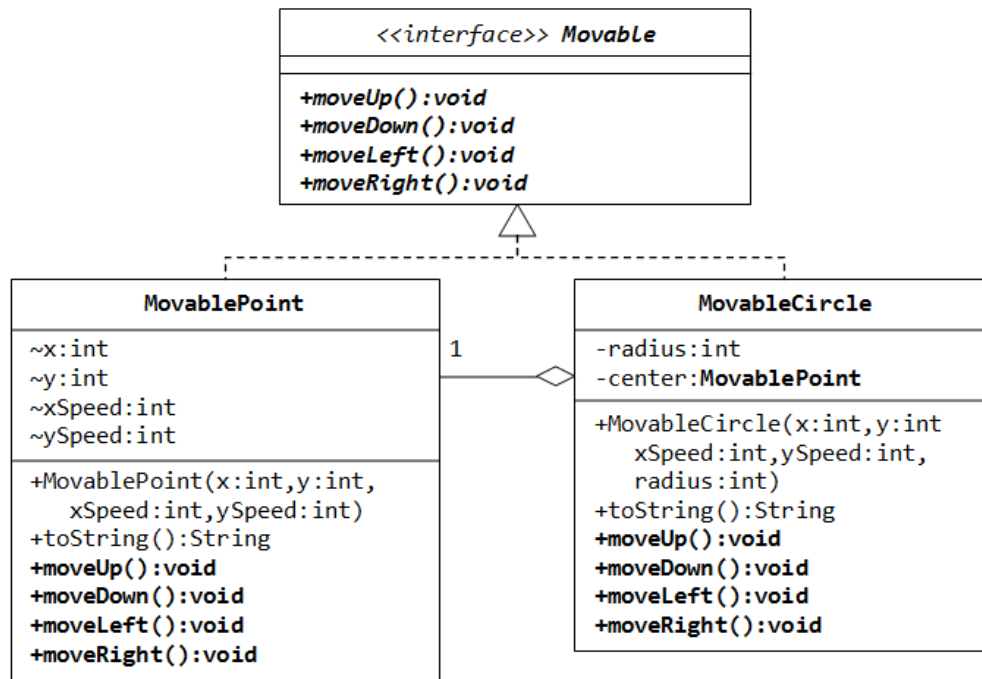 <<interface>> Movable
+moveUp():void
+moveDown():void
+moveLeft():void
+moveRight():void
MovablePoint
~x:int
~y:int
~xSpeed:int
~ySpeed:int
+MovablePoint(x:int,y:int,
xSpeed:int,ySpeed:int)
+toString():String
+moveUp():void
+moveDown():void
+moveLeft():void
+moveRight():void
1
MovableCircle
-radius:int
-center:MovablePoint
+MovableCircle(x:int,y:int
xSpeed:int,ySpeed:int,
radius:int)
+toString():String
+moveUp():void
+moveDown():void
+moveLeft():void
+moveRight():void